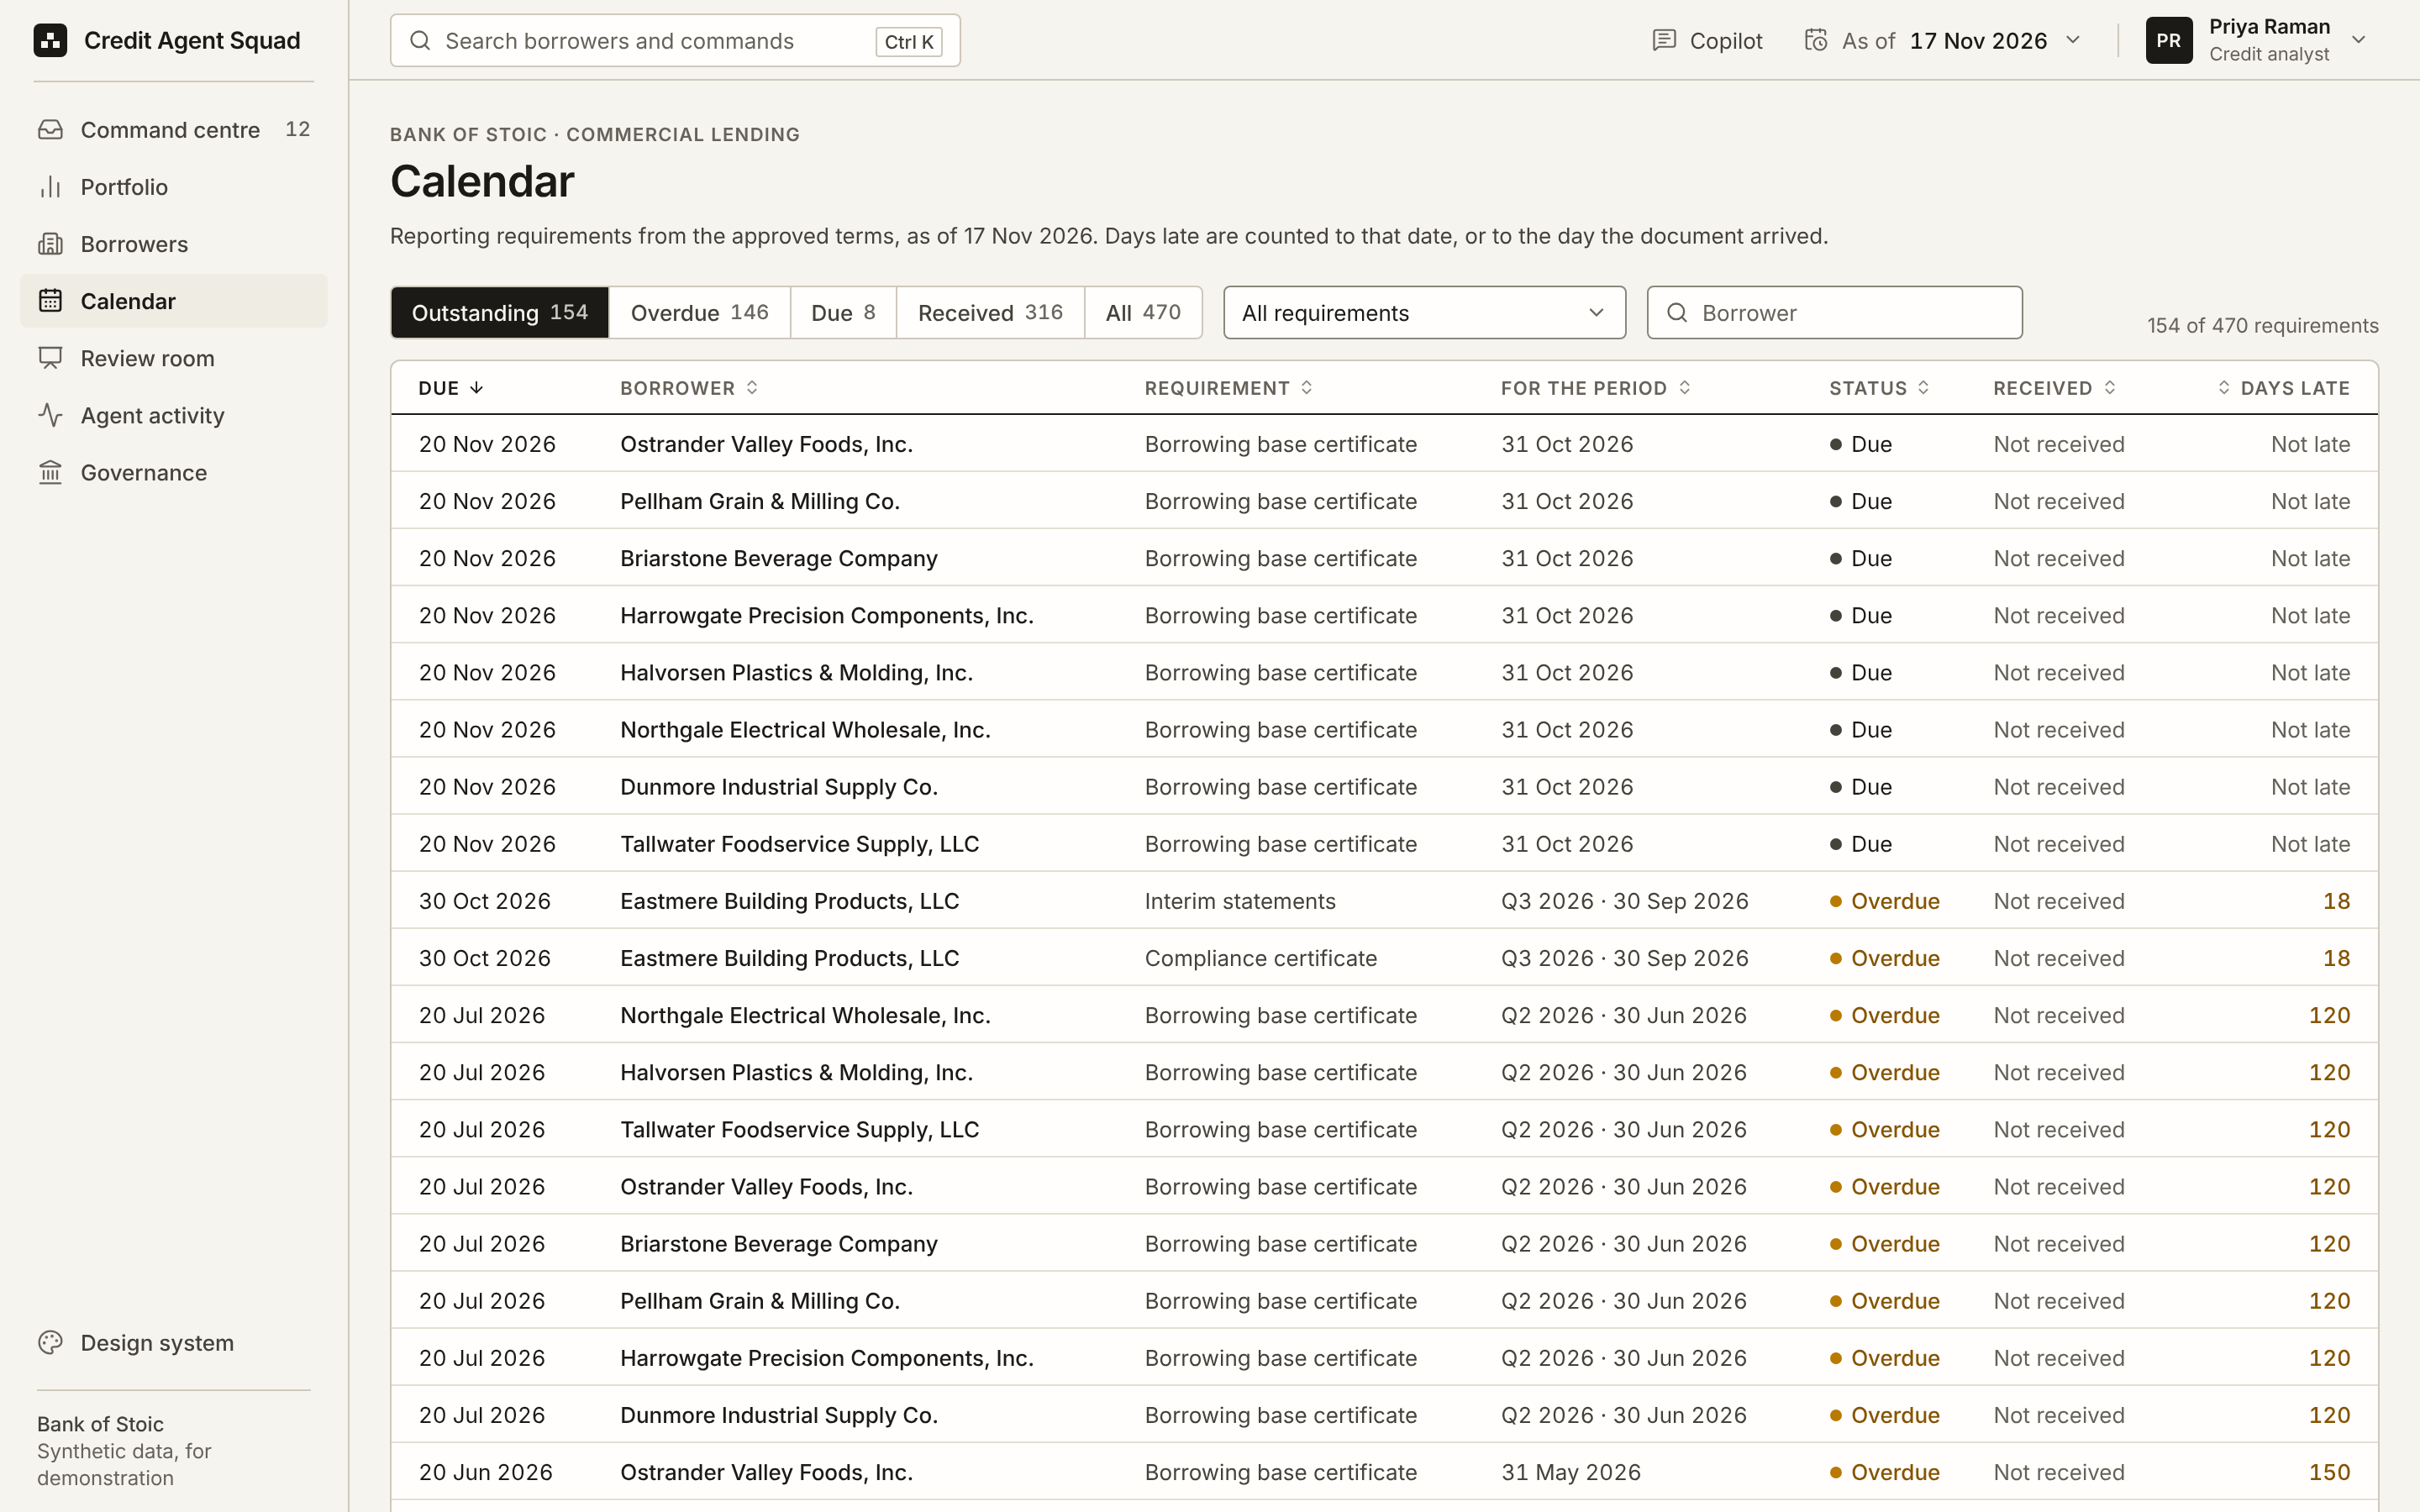 Credit Agent Squad
Search borrowers and commands Ctrl K
Copilot
As of 17 Nov 2026
PR
Priya Raman
Credit analyst
Command centre 12
Portfolio
Borrowers
Calendar
Review room
Agent activity
Governance
Design system
Bank of Stoic
Synthetic data, for
demonstration
BANK OF STOIC · COMMERCIAL LENDING
Calendar
Reporting requirements from the approved terms, as of 17 Nov 2026. Days late are counted to that date, or to the day the document arrived.
Outstanding 154 Overdue 146 Due 8 Received 316 All 470 All requirements Borrower 154 of 470 requirements
DUE BORROWER REQUIREMENT FOR THE PERIOD STATUS RECEIVED DAYS LATE
20 Nov 2026 Ostrander Valley Foods, Inc. Borrowing base certificate 31 Oct 2026 Due Not received Not late
20 Nov 2026 Pellham Grain & Milling Co. Borrowing base certificate 31 Oct 2026 Due Not received Not late
20 Nov 2026 Briarstone Beverage Company Borrowing base certificate 31 Oct 2026 Due Not received Not late
20 Nov 2026 Harrowgate Precision Components, Inc. Borrowing base certificate 31 Oct 2026 Due Not received Not late
20 Nov 2026 Halvorsen Plastics & Molding, Inc. Borrowing base certificate 31 Oct 2026 Due Not received Not late
20 Nov 2026 Northgale Electrical Wholesale, Inc. Borrowing base certificate 31 Oct 2026 Due Not received Not late
20 Nov 2026 Dunmore Industrial Supply Co. Borrowing base certificate 31 Oct 2026 Due Not received Not late
20 Nov 2026 Tallwater Foodservice Supply, LLC Borrowing base certificate 31 Oct 2026 Due Not received Not late
30 Oct 2026 Eastmere Building Products, LLC Interim statements Q3 2026 · 30 Sep 2026 Overdue Not received 18
30 Oct 2026 Eastmere Building Products, LLC Compliance certificate Q3 2026 · 30 Sep 2026 Overdue Not received 18
20 Jul 2026 Northgale Electrical Wholesale, Inc. Borrowing base certificate Q2 2026 · 30 Jun 2026 Overdue Not received 120
20 Jul 2026 Halvorsen Plastics & Molding, Inc. Borrowing base certificate Q2 2026 · 30 Jun 2026 Overdue Not received 120
20 Jul 2026 Tallwater Foodservice Supply, LLC Borrowing base certificate Q2 2026 · 30 Jun 2026 Overdue Not received 120
20 Jul 2026 Ostrander Valley Foods, Inc. Borrowing base certificate Q2 2026 · 30 Jun 2026 Overdue Not received 120
20 Jul 2026 Briarstone Beverage Company Borrowing base certificate Q2 2026 · 30 Jun 2026 Overdue Not received 120
20 Jul 2026 Pellham Grain & Milling Co. Borrowing base certificate Q2 2026 · 30 Jun 2026 Overdue Not received 120
20 Jul 2026 Harrowgate Precision Components, Inc. Borrowing base certificate Q2 2026 · 30 Jun 2026 Overdue Not received 120
20 Jul 2026 Dunmore Industrial Supply Co. Borrowing base certificate Q2 2026 · 30 Jun 2026 Overdue Not received 120
20 Jun 2026 Ostrander Valley Foods, Inc. Borrowing base certificate 31 May 2026 Overdue Not received 150